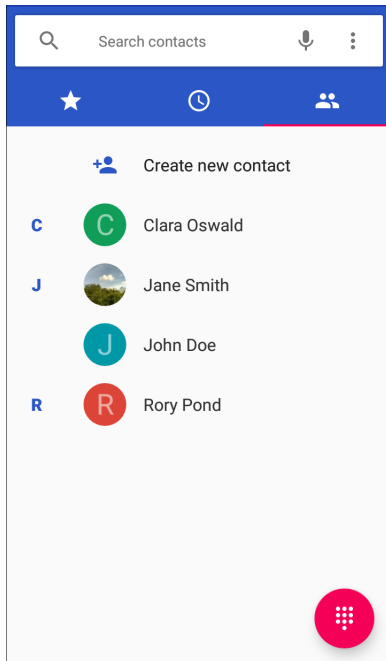 Search contacts
Create new contact
C
C
Clara Oswald
J
Jane Smith
J
John Doe
R
R
Rory Pond